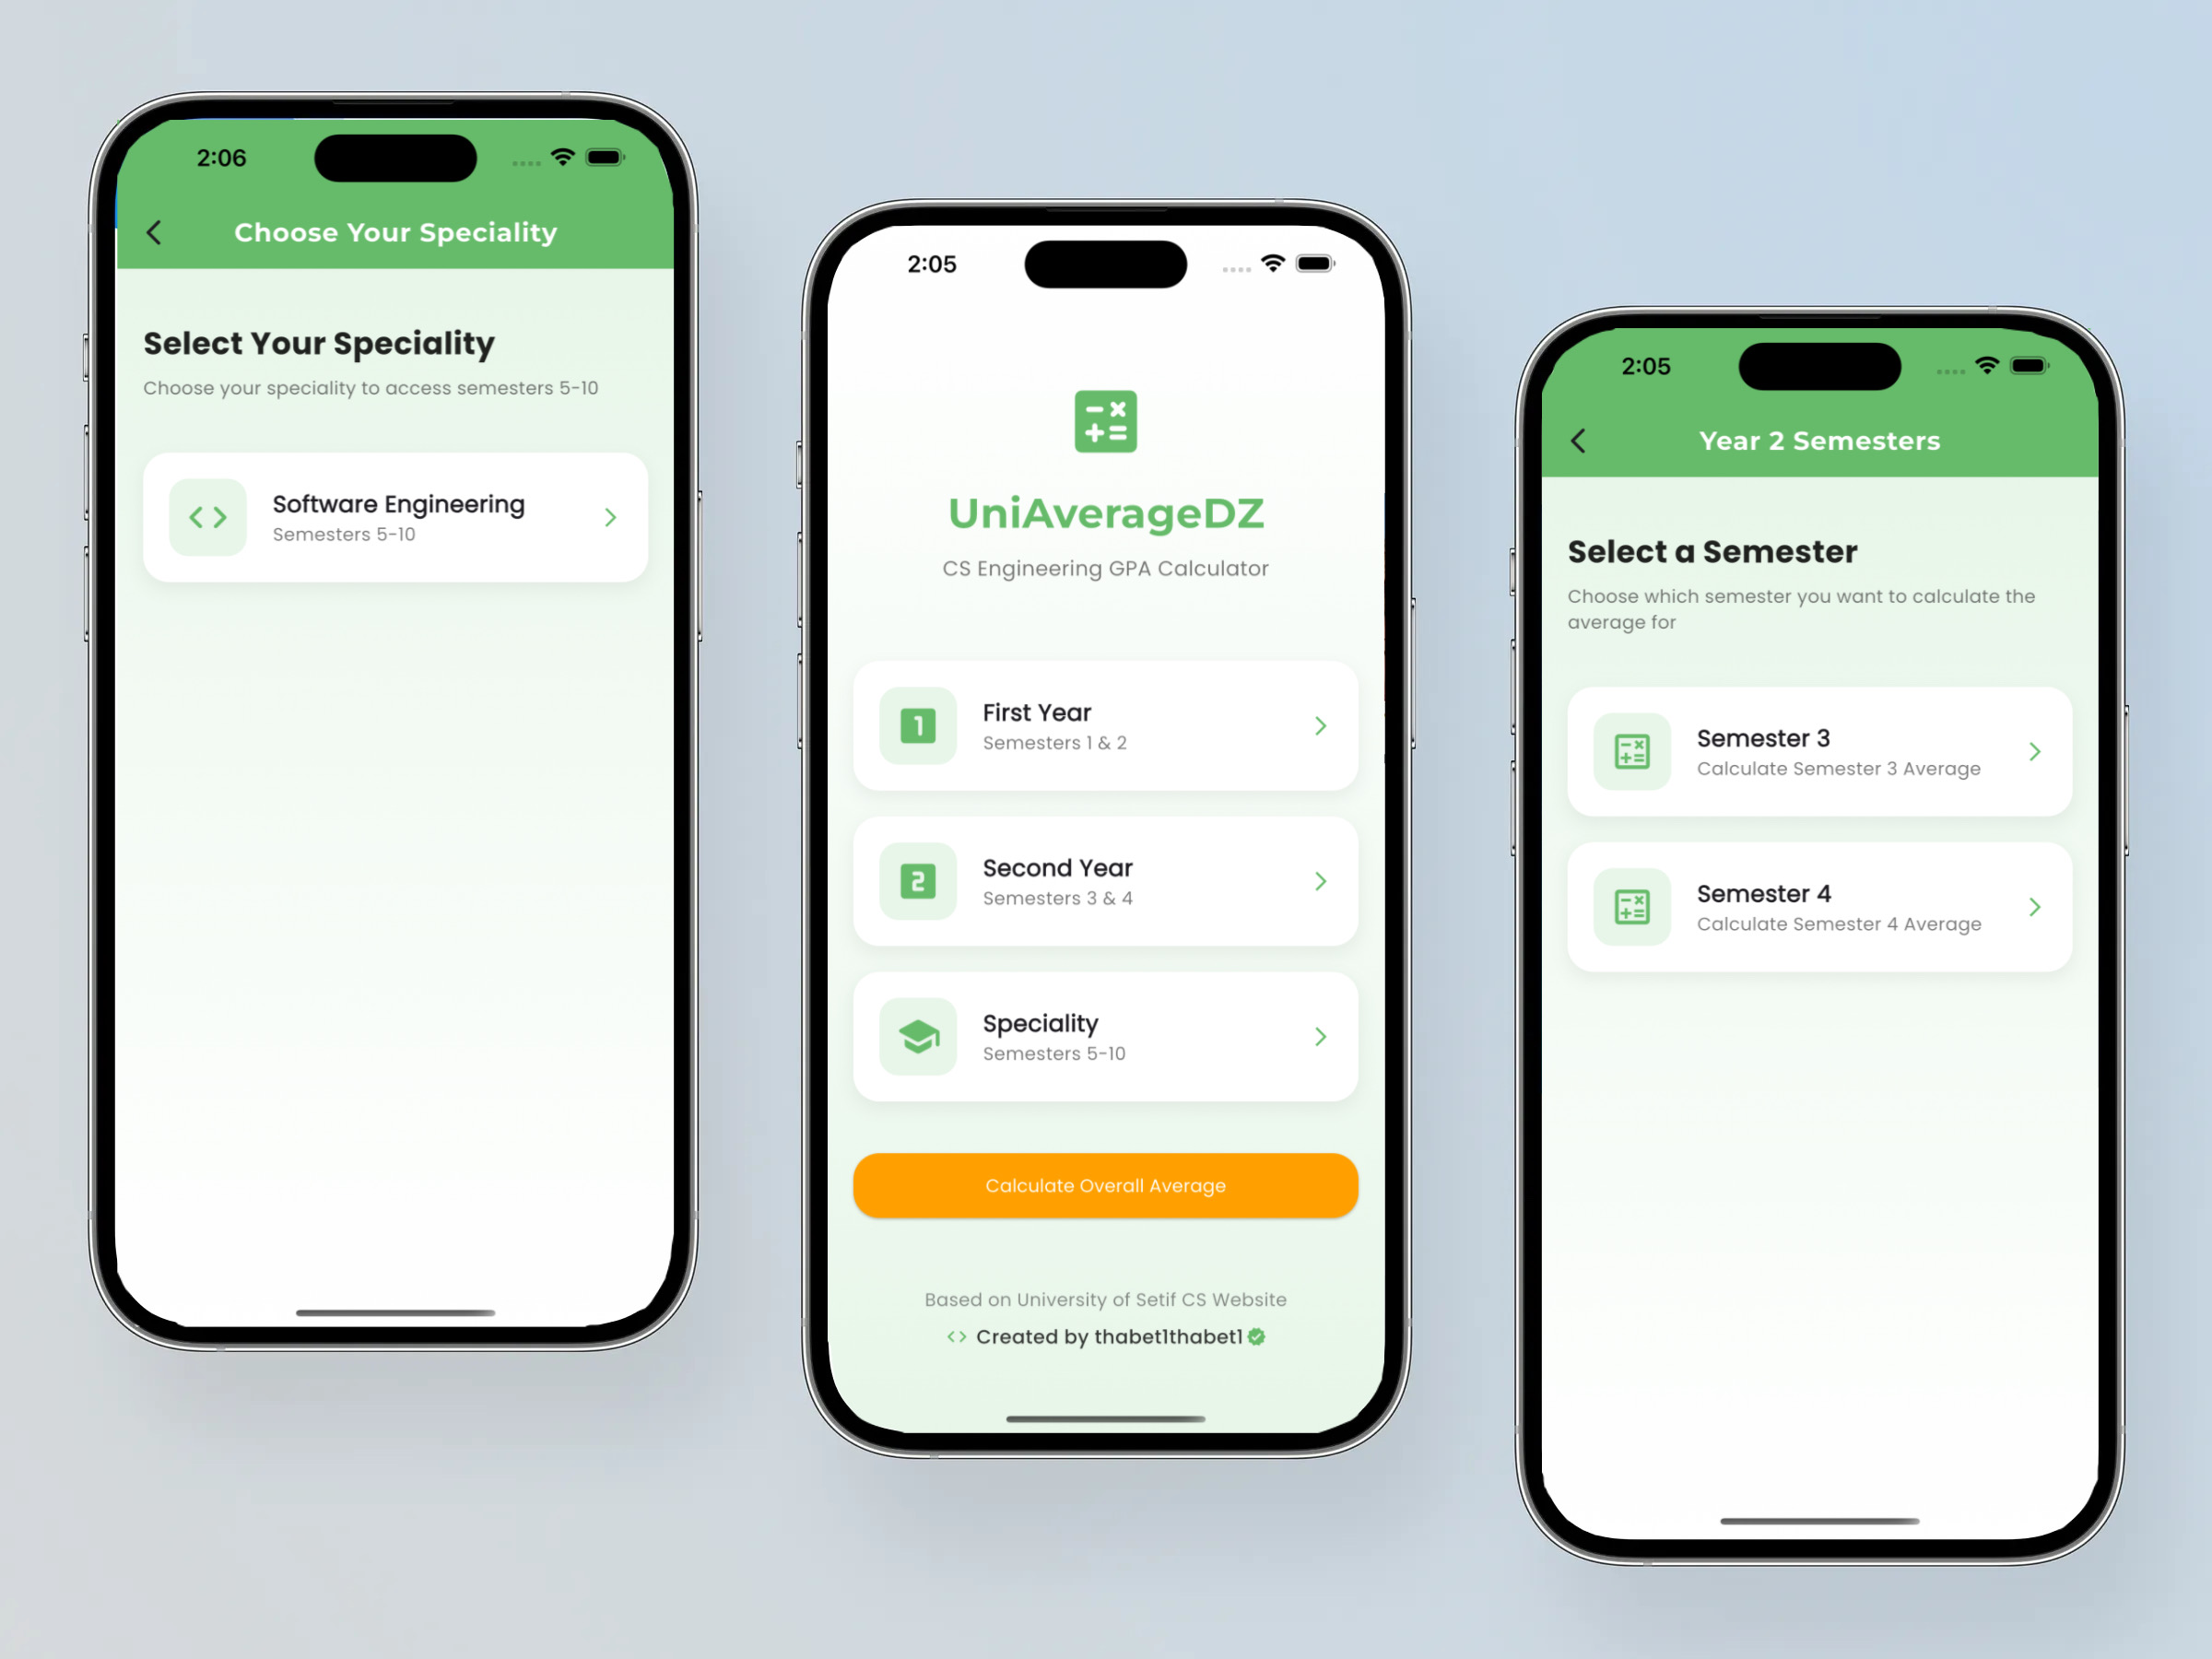 2:06
Choose Your Speciality
Select Your Speciality
Choose your speciality to access semesters 5-10
Software Engineering
Semesters 5-10
2:05
UniAverageDZ
CS Engineering GPA Calculator
1
First Year
Semesters 1 & 2
2
Second Year
Semesters 3 & 4
Speciality
Semesters 5-10
Calculate Overall Average
Based on University of Setif CS Website
<> Created by thabet1thabet1
2:05
Year 2 Semesters
Select a Semester
Choose which semester you want to calculate the
average for
Semester 3
Calculate Semester 3 Average
Semester 4
Calculate Semester 4 Average